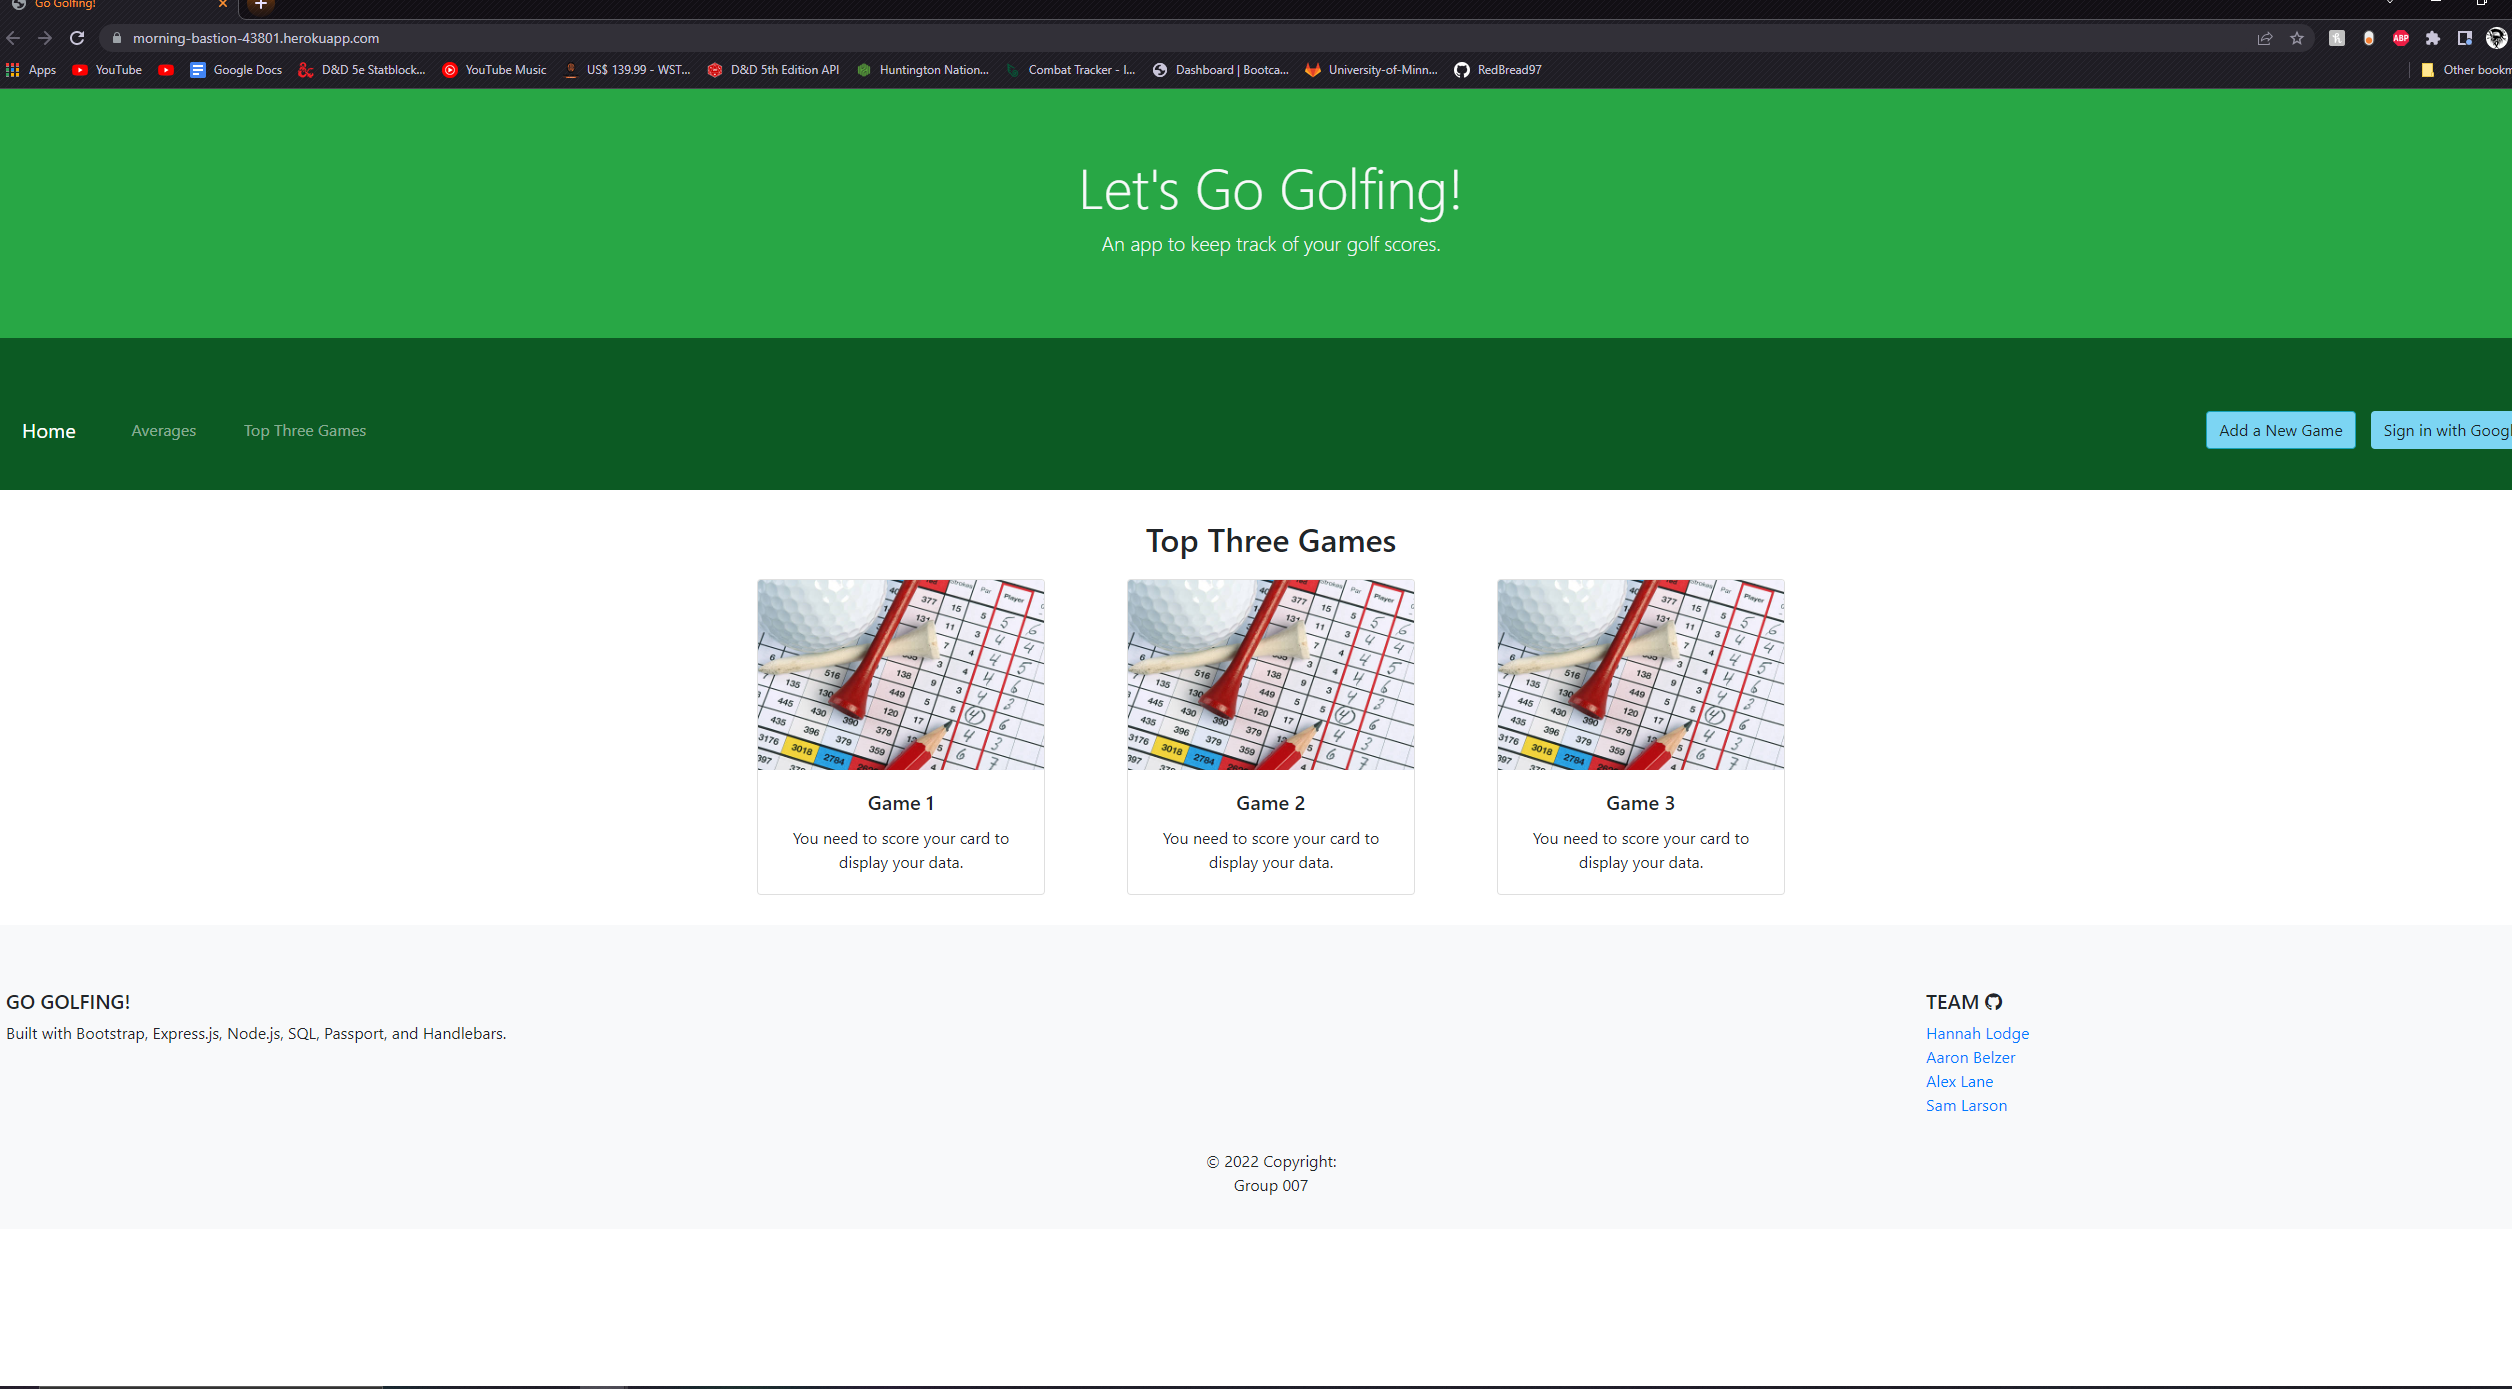 Go Golfing!
morning-bastion-43801.herokuapp.com
ABP
Apps YouTube Google Docs D&D 5e Statblock... YouTube Music US$ 139.99 - WST... D&D 5th Edition API Huntington Nation... Combat Tracker - I... Dashboard | Bootca... University-of-Minn... RedBread97 Other bookm
Let's Go Golfing!
An app to keep track of your golf scores.
Home Averages Top Three Games Add a New Game Sign in with Googl
Top Three Games
Game 1 Game 2 Game 3
You need to score your card to You need to score your card to You need to score your card to
display your data. display your data. display your data.
GO GOLFING! TEAM
Built with Bootstrap, Express.js, Node.js, SQL, Passport, and Handlebars. Hannah Lodge
Aaron Belzer
Alex Lane
Sam Larson
© 2022 Copyright:
Group 007